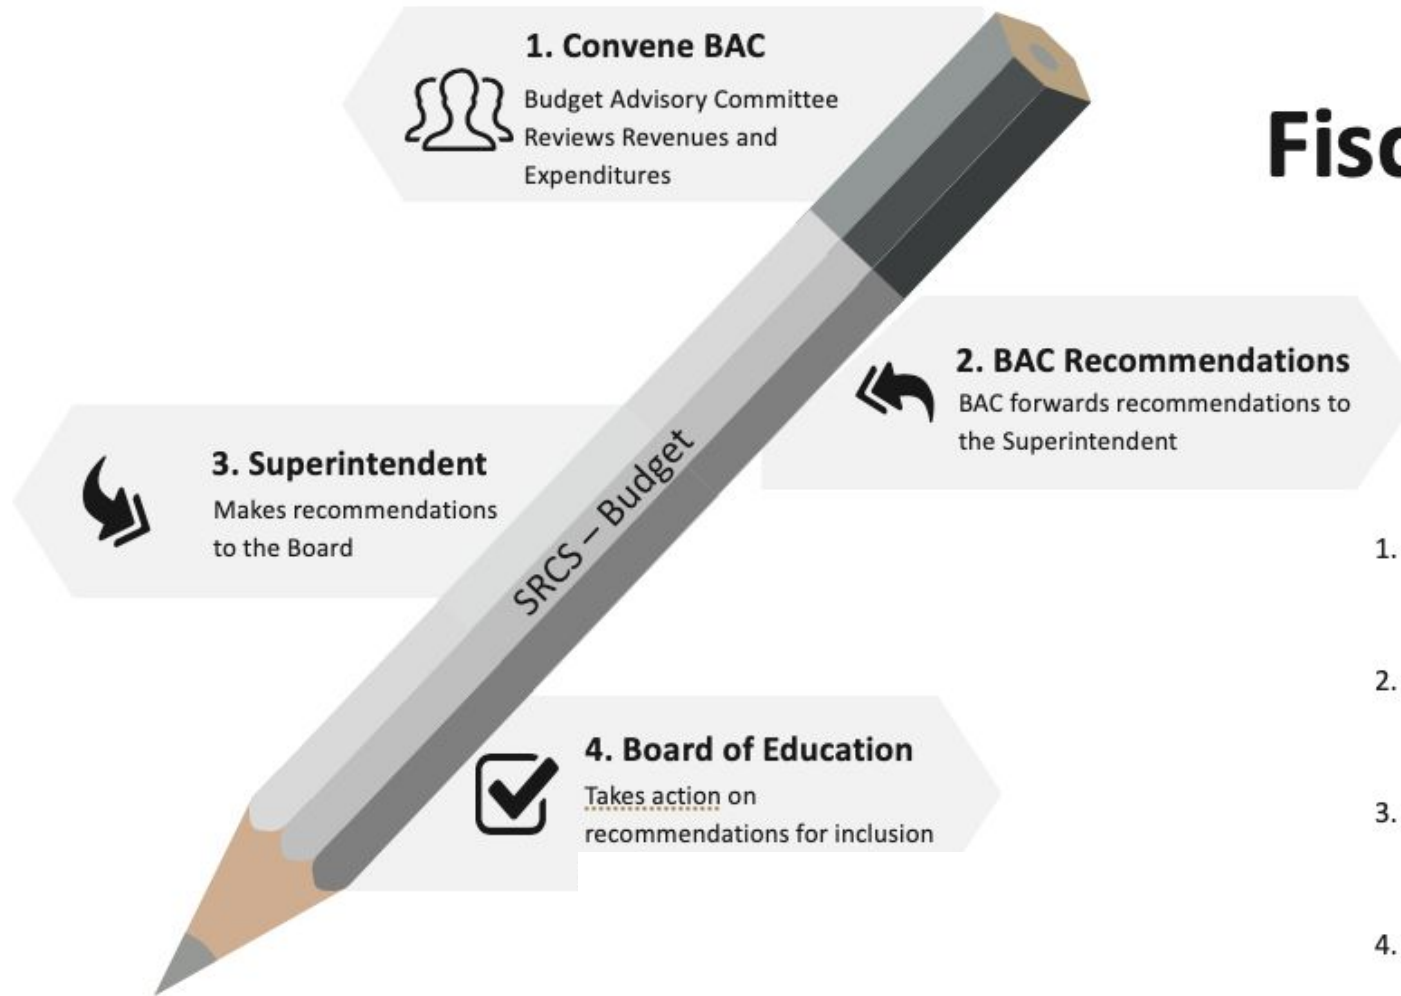 1. Convene BAC
Budget Advisory Committee
Reviews Revenues and
Expenditures
2. BAC Recommendations
BAC forwards recommendations to
the Superintendent
3. Superintendent
Makes recommendations
to the Board
SRCS – Budget
4. Board of Education
Takes action on
recommendations for inclusion
1.
2.
3.
4.